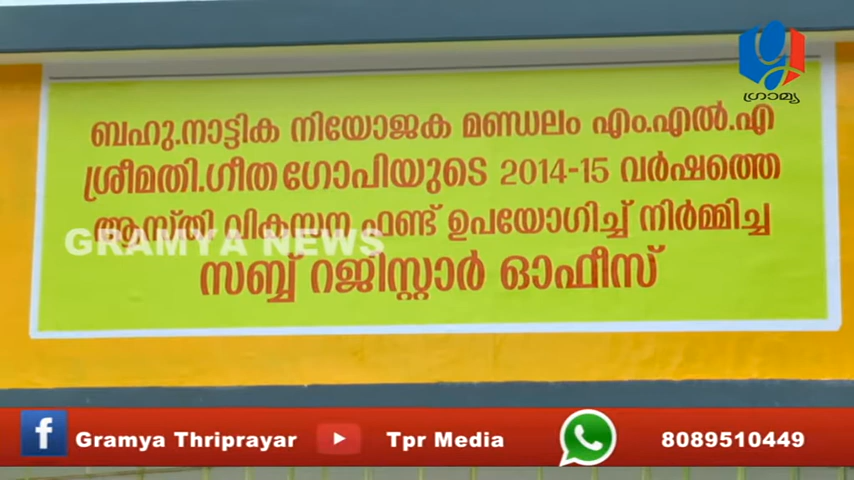 ഗ്രാമ്യ
ബഹു.നാട്ടിക നിയോജക മണ്ഡലം എം.എൽ.എ
ശ്രീമതി.ഗീത ഗോപിയുടെ 2014-15 വർഷത്തെ
ആസ്തി വികസന ഫണ്ട് ഉപയോഗിച്ച് നിർമ്മിച്ച
GRAMYA NEWS
സബ്ബ് റജിസ്റ്റാർ ഓഫീസ്
Gramya Thriprayar TpR Media 8089510449